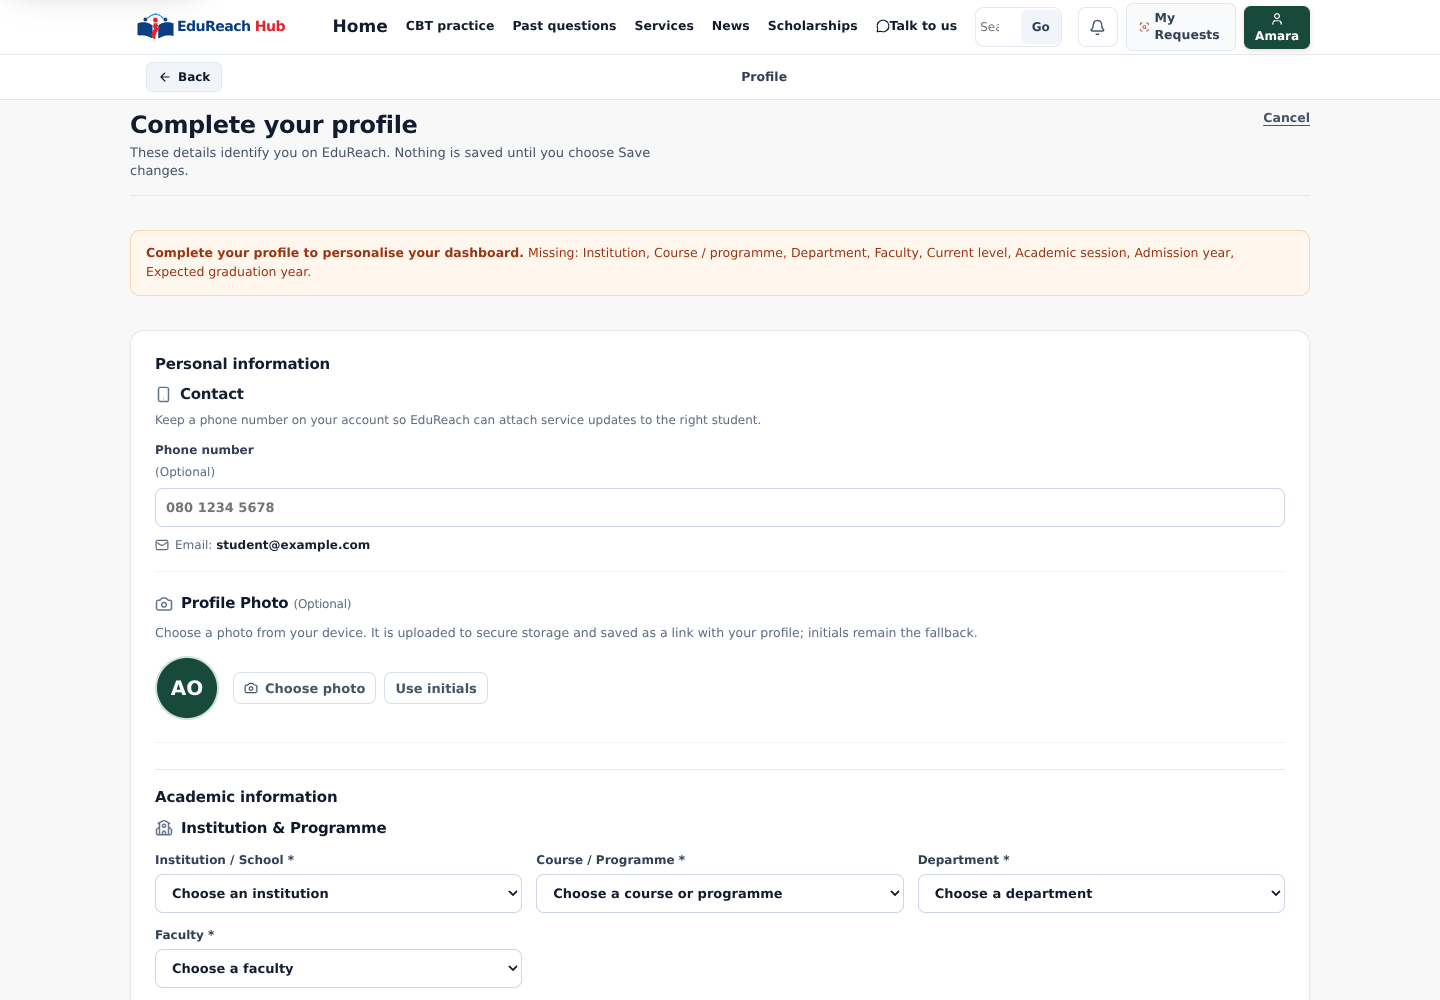 EduReach Hub
Home
CBT practice
Past questions
Services
News
Scholarships
Talk to us
Go
My
Requests
Amara
Back
Profile
Complete your profile
Cancel
These details identify you on EduReach. Nothing is saved until you choose Save
changes.
Complete your profile to personalise your dashboard. Missing: Institution, Course / programme, Department, Faculty, Current level, Academic session, Admission year,
Expected graduation year.
Personal information
Contact
Keep a phone number on your account so EduReach can attach service updates to the right student.
Phone number
(Optional)
080 1234 5678
Email: student@example.com
Profile Photo (Optional)
Choose a photo from your device. It is uploaded to secure storage and saved as a link with your profile; initials remain the fallback.
AO
Choose photo
Use initials
Academic information
Institution & Programme
Institution / School *
Course / Programme *
Department *
Choose an institution
Choose a course or programme
Choose a department
Faculty *
Choose a faculty